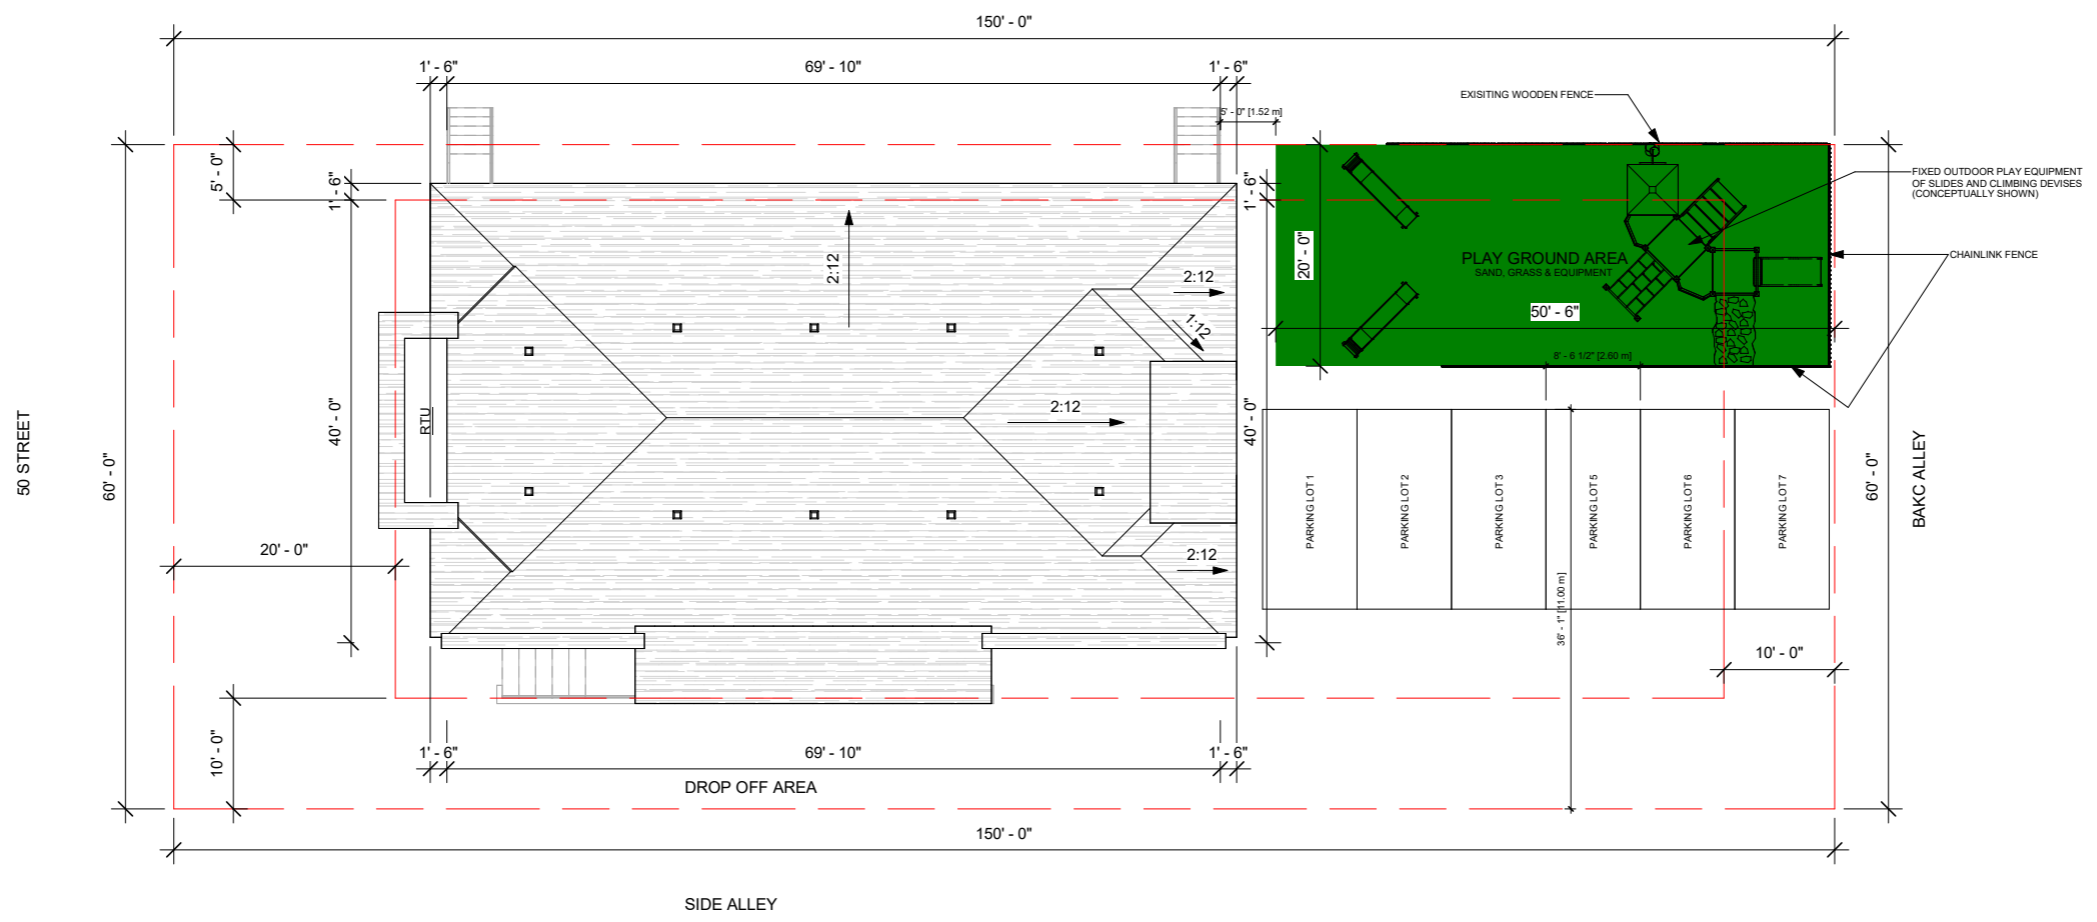 150' - 0"
1' - 6"
69' - 10"
1' - 6"
EXISITING WOODEN FENCE
5' - 0" [1.52 m]
5' - 0"
1' - 6"
1' - 6"
FIXED OUTDOOR PLAY EQUIPMENT
OF SLIDES AND CLIMBING DEVISES
(CONCEPTUALLY SHOWN)
2:12
20' - 0"
PLAY GROUND AREA
SAND, GRASS & EQUIPMENT
CHAINLINK FENCE
2:12
1:12
50' - 6"
8' - 6 1/2" [2.60 m]
50 STREET
60' - 0"
40' - 0"
RTU
2:12
40' - 0"
60' - 0"
BAKC ALLEY
PARKING LOT 1
PARKING LOT 2
PARKING LOT 3
PARKING LOT 5
PARKING LOT 6
PARKING LOT 7
20' - 0"
2:12
36' - 1" [11.00 m]
10' - 0"
10' - 0"
1' - 6"
69' - 10"
1' - 6"
DROP OFF AREA
150' - 0"
SIDE ALLEY